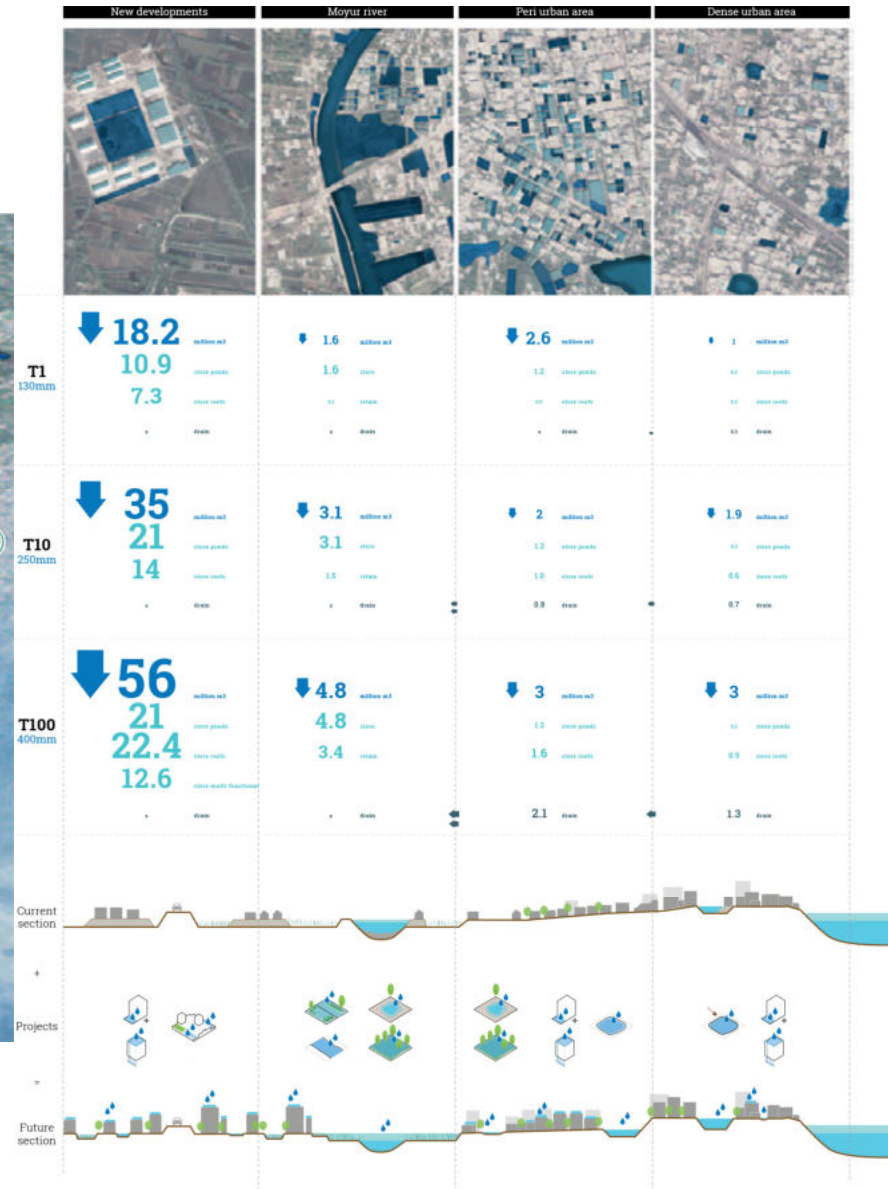 New developments
Moyur river
Peri urban area
Dense urban area
T1
130mm
18.2 million m3
10.9 store ponds
7.3 store roofs
drain
1.6 million m3
1.6 store
retain
drain
2.6 million m3
1.2 store ponds
store roofs
drain
1 million m3
store ponds
store roofs
drain
T10
250mm
35 million m3
21 store ponds
14 store roofs
drain
3.1 million m3
3.1 store
1.5 retain
drain
2 million m3
1.2 store ponds
1.0 store roofs
0.8 drain
1.9 million m3
store ponds
0.6 store roofs
0.7 drain
T100
400mm
56 million m3
21 store ponds
22.4 store roofs
12.6 store multi functional
drain
4.8 million m3
4.8 store
3.4 retain
drain
3 million m3
1.2 store ponds
1.6 store roofs
2.1 drain
3 million m3
store ponds
0.9 store roofs
1.3 drain
Current
section
+
Projects
=
Future
section